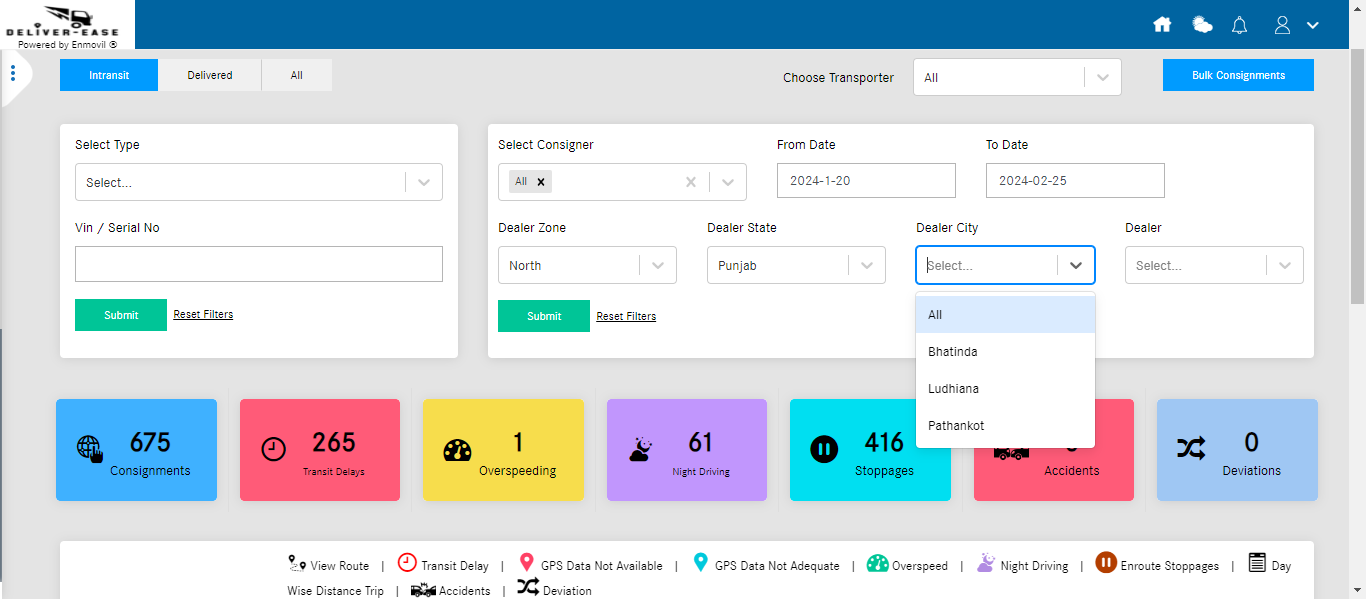 DELIVER-EASE
Powered by Enmovil ®
Intransit
Delivered
All
Choose Transporter
All
Bulk Consignments
Select Type
Select...
Vin / Serial No
Submit
Reset Filters
Select Consigner
From Date
To Date
All
2024-1-20
2024-02-25
Dealer Zone
Dealer State
Dealer City
Dealer
North
Punjab
Select...
Select...
Submit
Reset Filters
All
Bhatinda
Ludhiana
Pathankot
675
Consignments
265
Transit Delays
1
Overspeeding
61
Night Driving
416
Stoppages
Accidents
0
Deviations
View Route | Transit Delay | GPS Data Not Available | GPS Data Not Adequate | Overspeed | Night Driving | Enroute Stoppages | Day
Wise Distance Trip | Accidents | Deviation